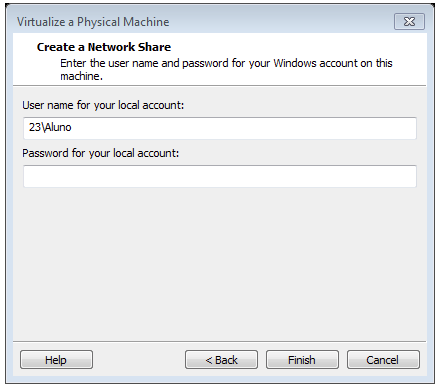 Virtualize a Physical Machine
Create a Network Share
Enter the user name and password for your Windows account on this
machine.
User name for your local account:
23\Aluno
Password for your local account:
Help
< Back
Finish
Cancel